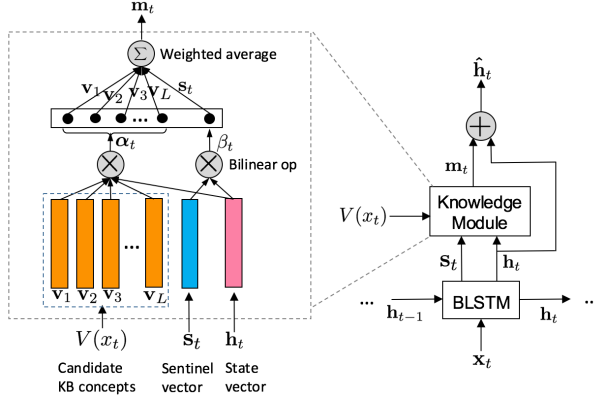 m_t
Σ
Weighted average
v_1 v_2 v_3 v_L s_t
...
α_t
β_t
Bilinear op
...
v_1 v_2 v_3 v_L
V(x_t)
s_t
h_t
Candidate
KB concepts
Sentinel
vector
State
vector
ĥ_t
+
m_t
V(x_t)
Knowledge
Module
s_t
h_t
...
h_{t-1}
BLSTM
h_t
..
x_t